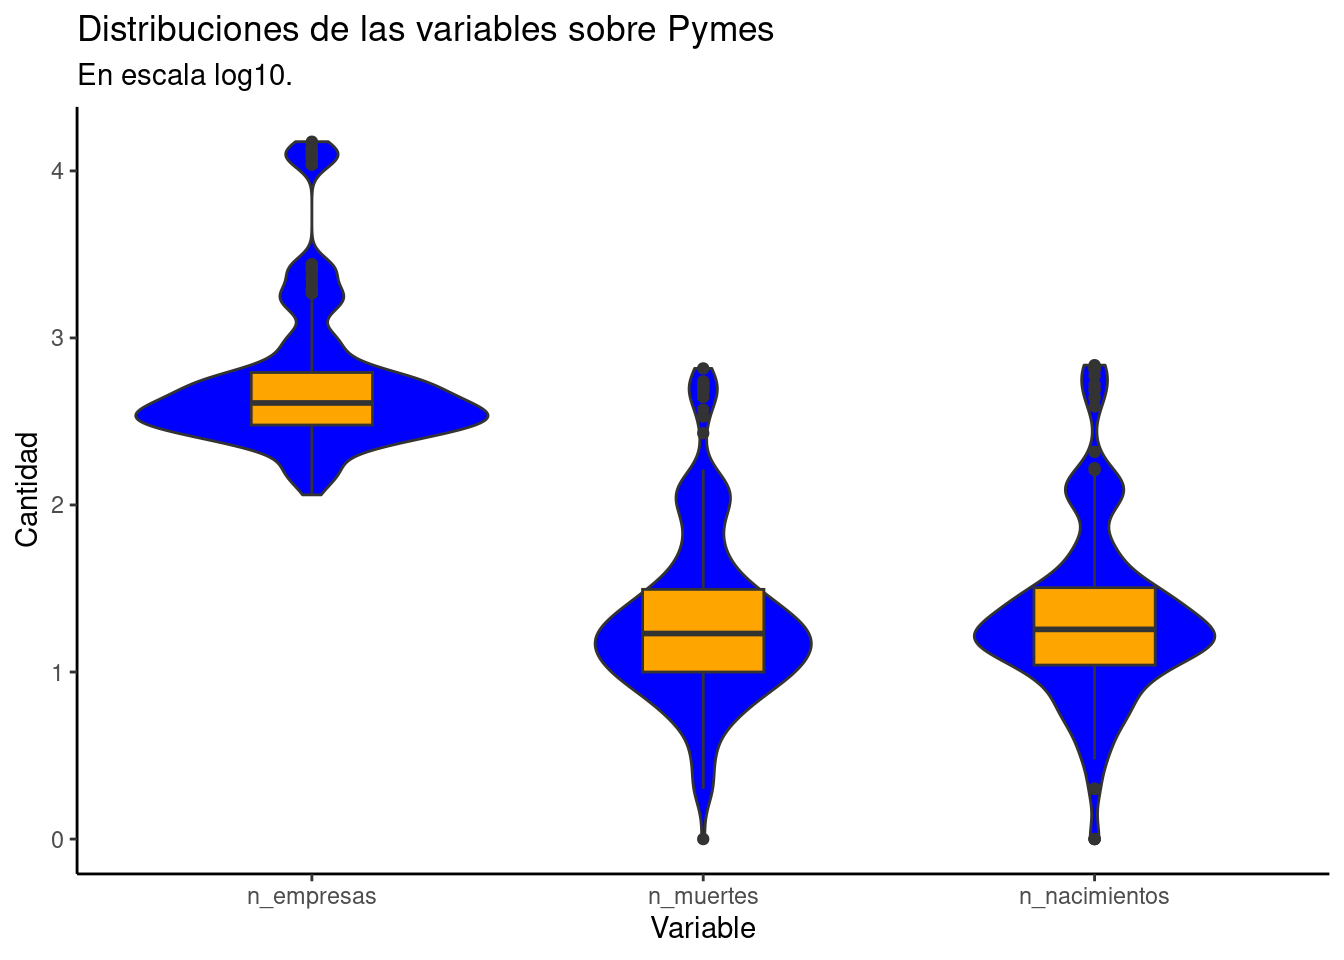 Distribuciones de las variables sobre Pymes
En escala log10.
Cantidad
4
3
2
1
0
n_empresas
n_muertes
n_nacimientos
Variable